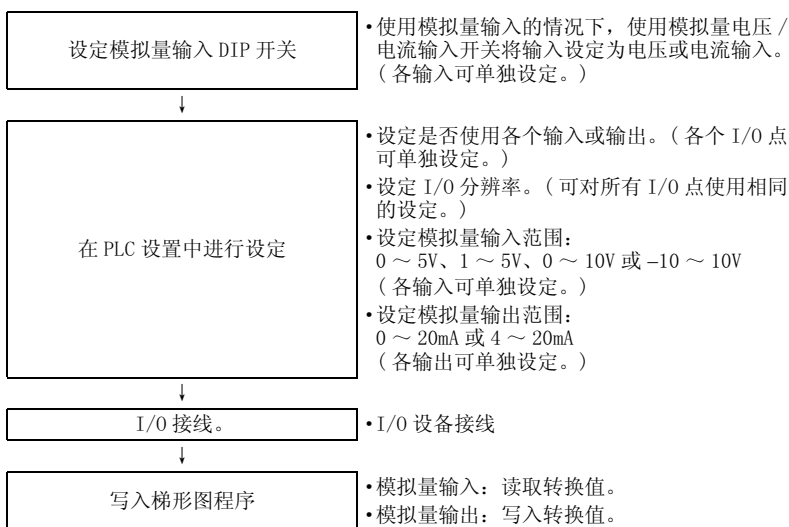 设定模拟量输入 DIP 开关
•使用模拟量输入的情况下，使用模拟量电压 /
电流输入开关将输入设定为电压或电流输入。
( 各输入可单独设定。)
↓
在 PLC 设置中进行设定
•设定是否使用各个输入或输出。( 各个 I/O 点
可单独设定。)
•设定 I/O 分辨率。( 可对所有 I/O 点使用相同
的设定。)
•设定模拟量输入范围：
0 ～ 5V、1 ～ 5V、0 ～ 10V 或 –10 ～ 10V
( 各输入可单独设定。)
•设定模拟量输出范围：
0 ～ 20mA 或 4 ～ 20mA
( 各输出可单独设定。)
↓
I/O 接线。
•I/O 设备接线
↓
写入梯形图程序
•模拟量输入：读取转换值。
•模拟量输出：写入转换值。